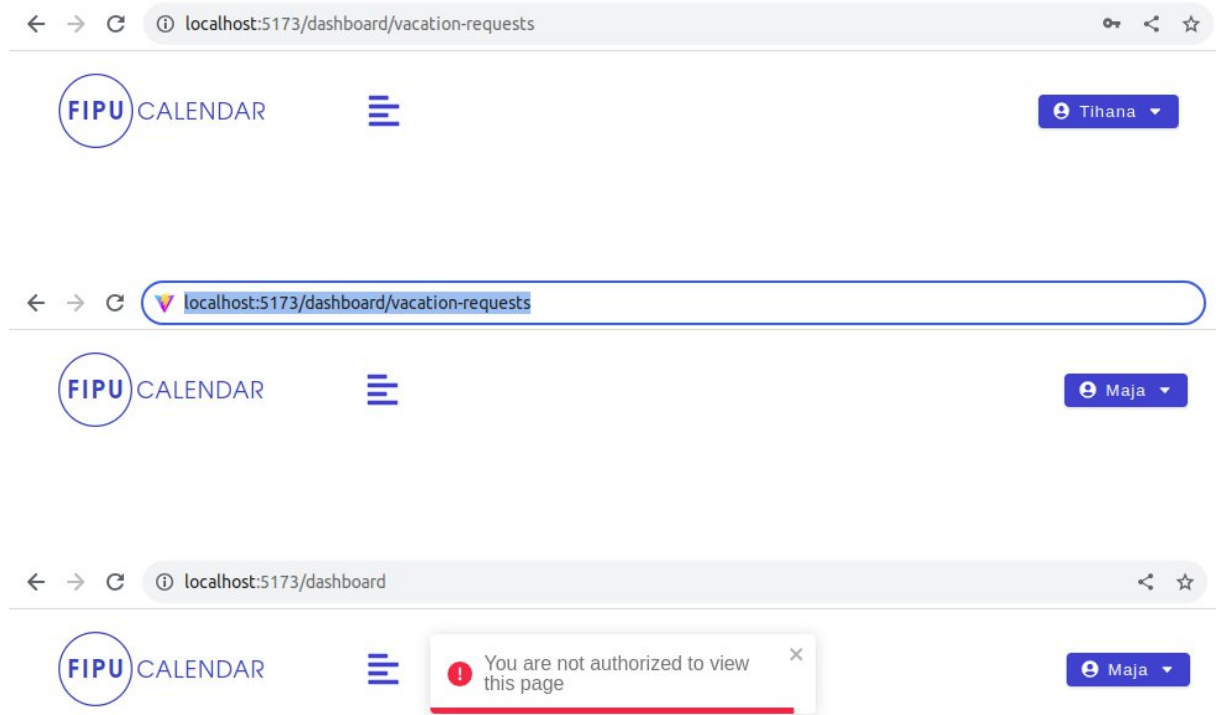 localhost:5173/dashboard/vacation-requests
FIPU CALENDAR
Tihana
localhost:5173/dashboard/vacation-requests
FIPU CALENDAR
Maja
localhost:5173/dashboard
FIPU CALENDAR
You are not authorized to view
this page
Maja